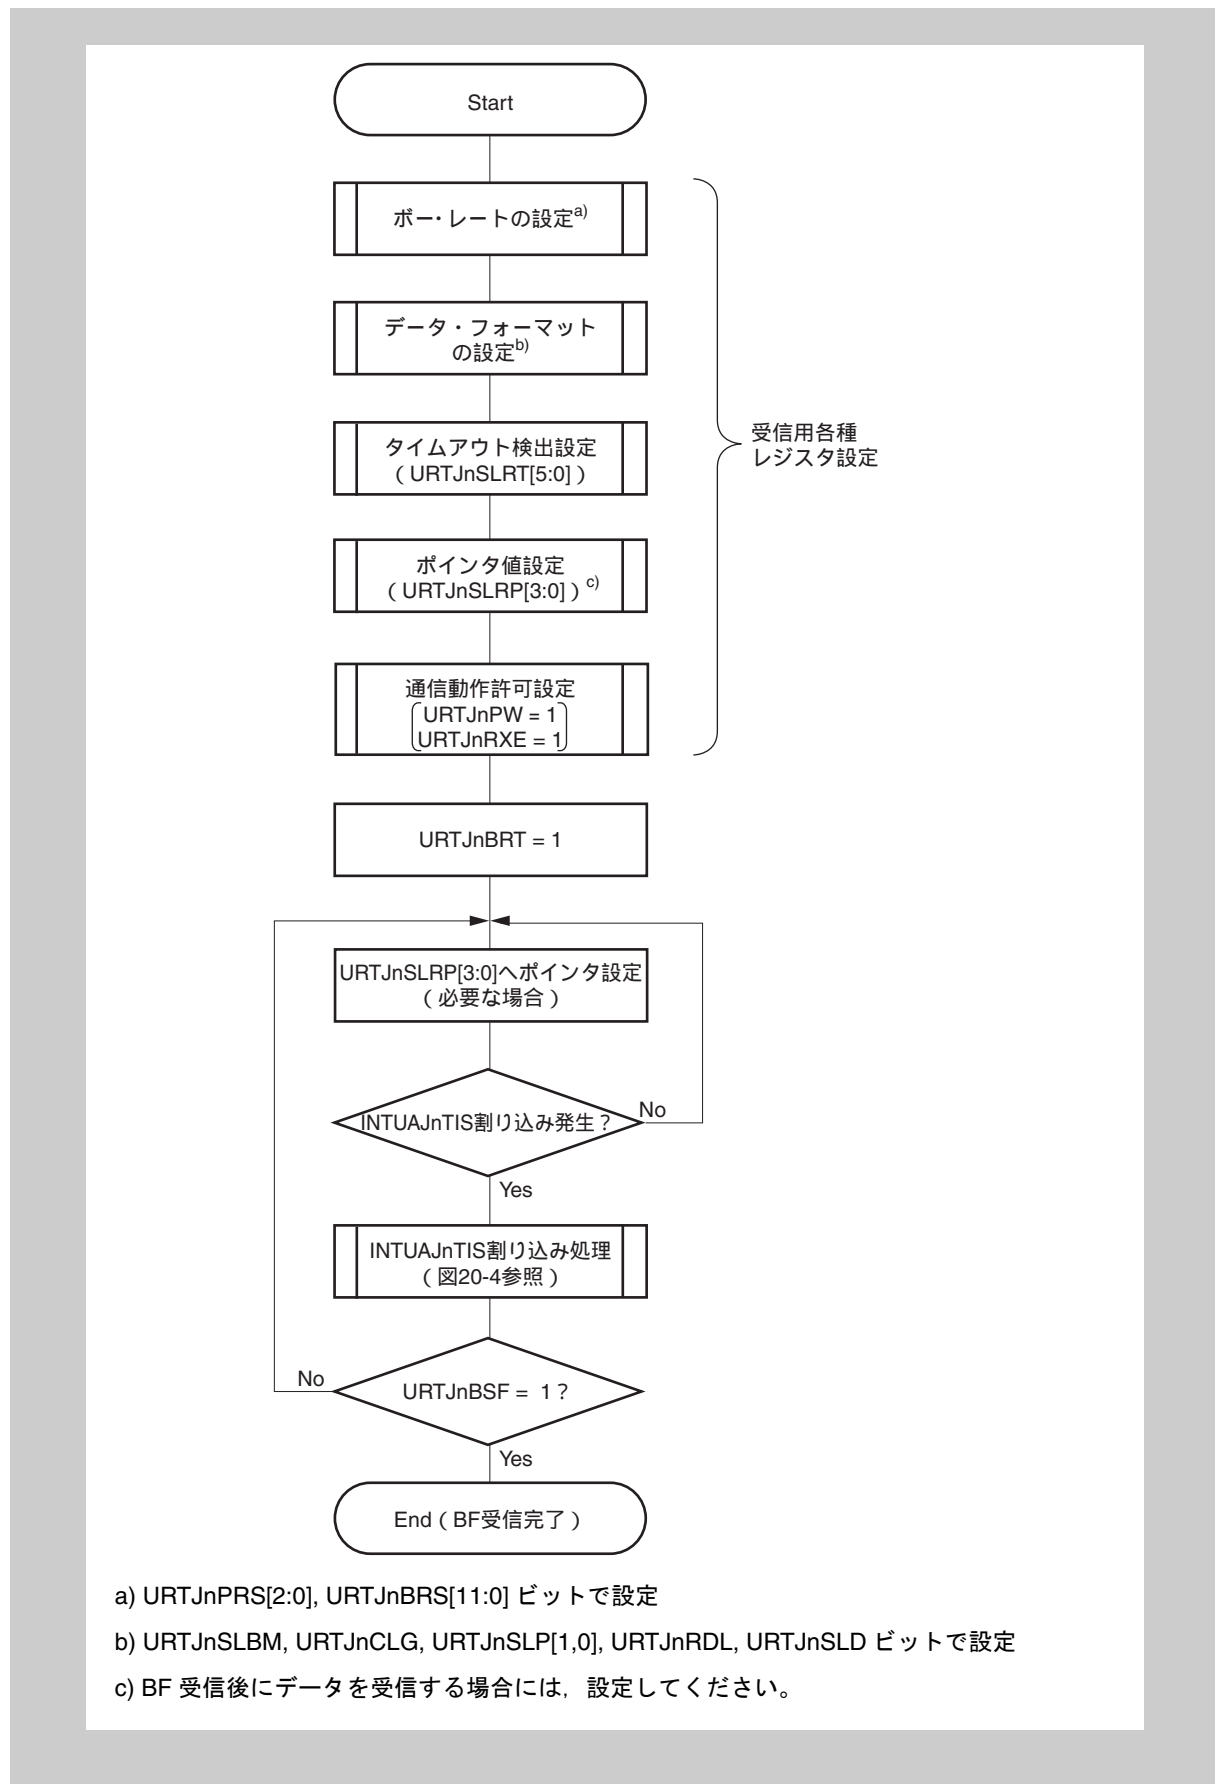 Start
ボー・レートの設定a)
データ・フォーマット
の設定b)
タイムアウト検出設定
（URTJnSLRT[5:0]）
ポインタ値設定
（URTJnSLRP[3:0]）c)
通信動作許可設定
URTJnPW = 1
URTJnRXE = 1
受信用各種
レジスタ設定
URTJnBRT = 1
URTJnSLRP[3:0]へポインタ設定
（必要な場合）
INTUAJnTIS割り込み発生？
No
Yes
INTUAJnTIS割り込み処理
（図20-4参照）
No
URTJnBSF = 1？
Yes
End（BF受信完了）
a) URTJnPRS[2:0], URTJnBRS[11:0] ビットで設定
b) URTJnSLBM, URTJnCLG, URTJnSLP[1,0], URTJnRDL, URTJnSLD ビットで設定
c) BF 受信後にデータを受信する場合には，設定してください。